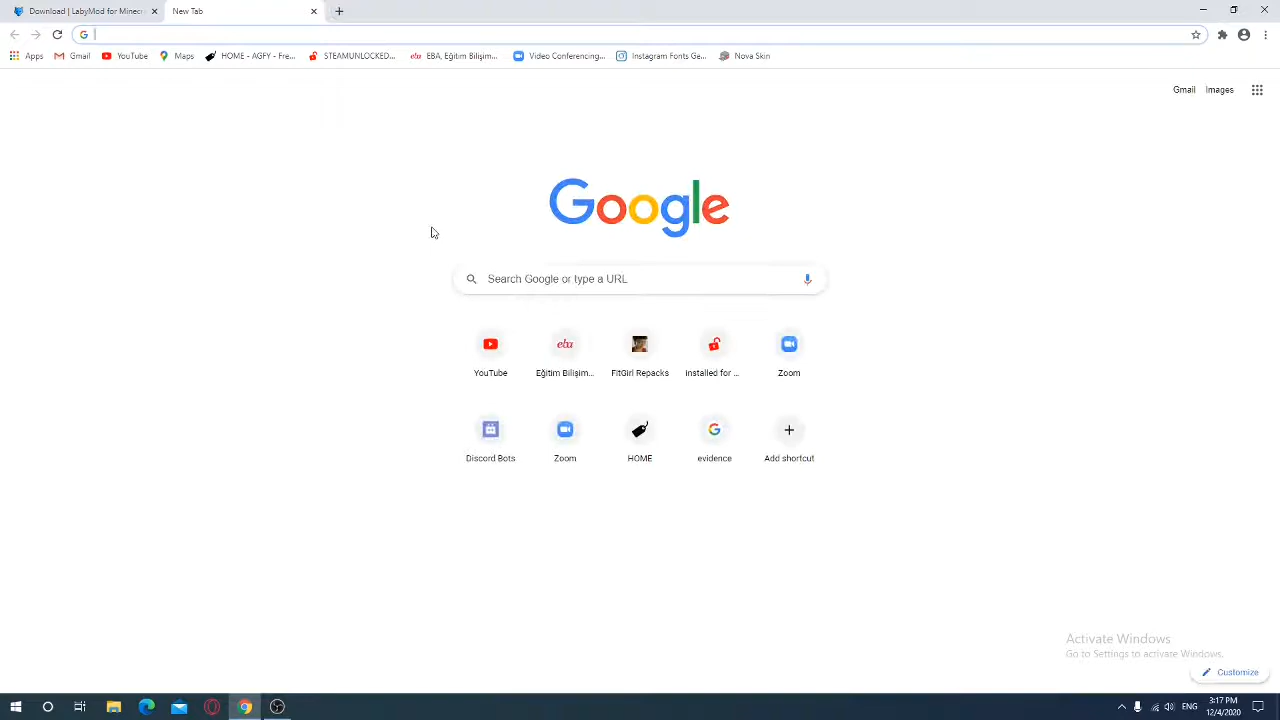 Download | LabyMod for Minecr
New Tab
Apps
Gmail
YouTube
Maps
HOME - AGFY - Fre...
STEAMUNLOCKED...
eba EBA, Eğitim Bilişim...
Video Conferencing...
Instagram Fonts Ga...
Nova Skin
Gmail
Images
Google
Search Google or type a URL
eba
YouTube
Eğitim Bilişim...
FitGirl Repacks
installed for ...
Zoom
Discord Bots
Zoom
HOME
evidence
Add shortcut
Activate Windows
Go to Settings to activate Windows.
Customize
ENG
3:17 PM
12/4/2020